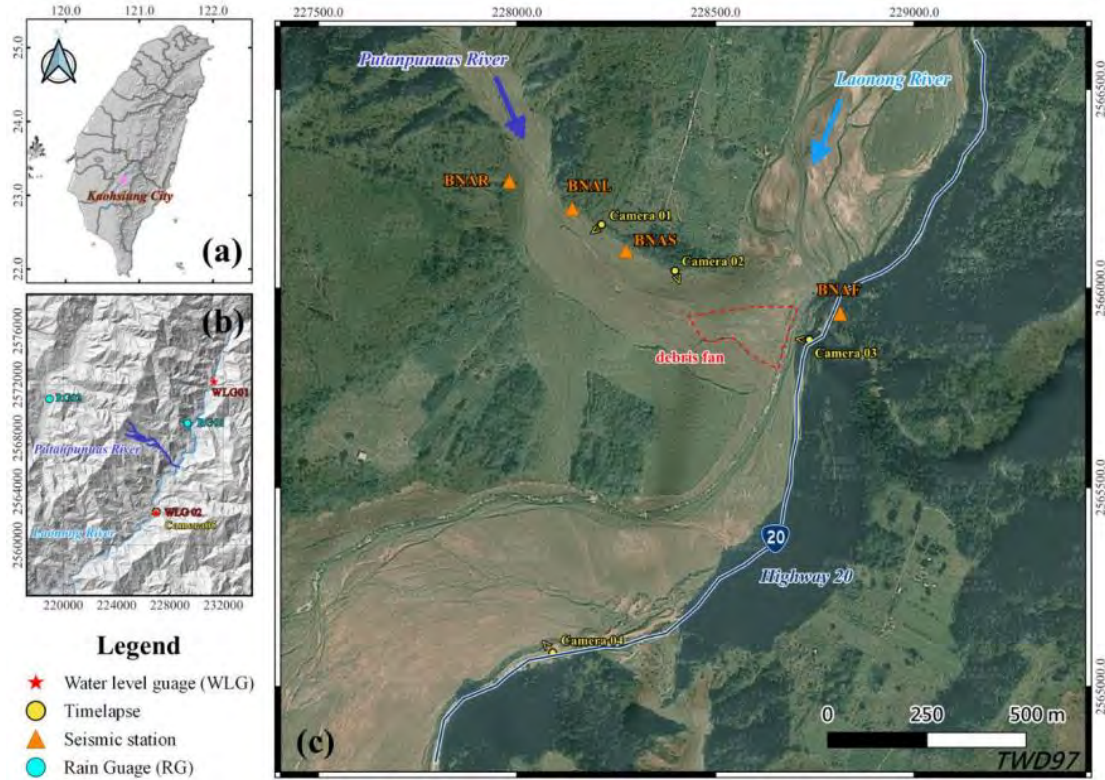 120.0 121.0 122.0
25.0
24.0
23.0
22.0
Kaohsiung City
(a)
(b)
2576000
2572000
2568000
2564000
2560000
WLG01
RG02
Putanpunuas River
WLG 02
Laonong River
220000 224000 228000 232000
Legend
Water level guage (WLG)
Timelapse
Seismic station
Rain Guage (RG)
227500.0 228000.0 228500.0 229000.0
2566500.0
2566000.0
2565500.0
2565000.0
Putanpunuas River
Laonong River
BNAR
BNAL
Camera 01
BNAS
Camera 02
BNAF
Camera 03
debris fan
20
Highway 20
Camera 04
(c)
0 250 500 m
TWD97